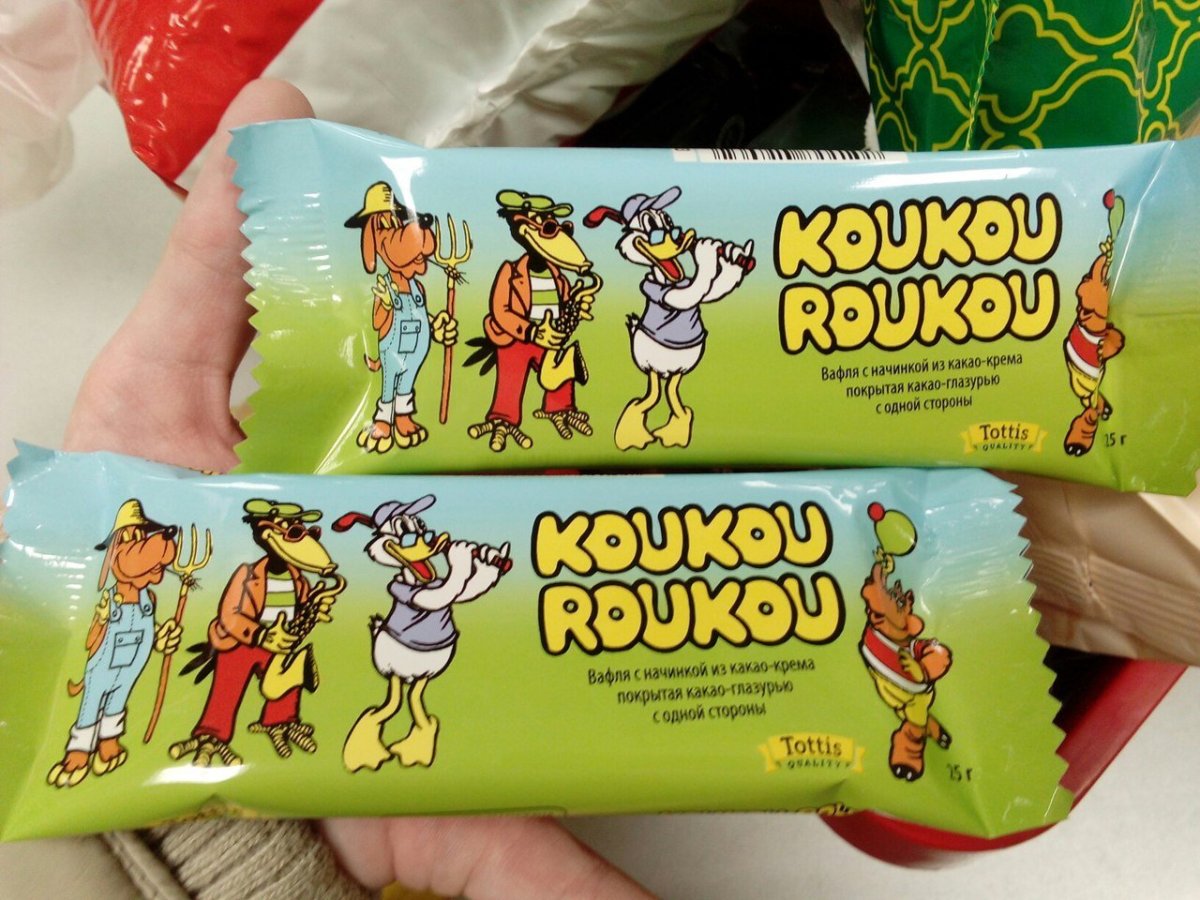 KOUKOU
ROUKOU
Вафля с начинкой из какао-крема
покрытая какао-глазурью
с одной стороны
Tottis
QUALITY
25 г
KOUKOU
ROUKOU
Вафля с начинкой из какао-крема
покрытая какао-глазурью
с одной стороны
Tottis
QUALITY
25 г